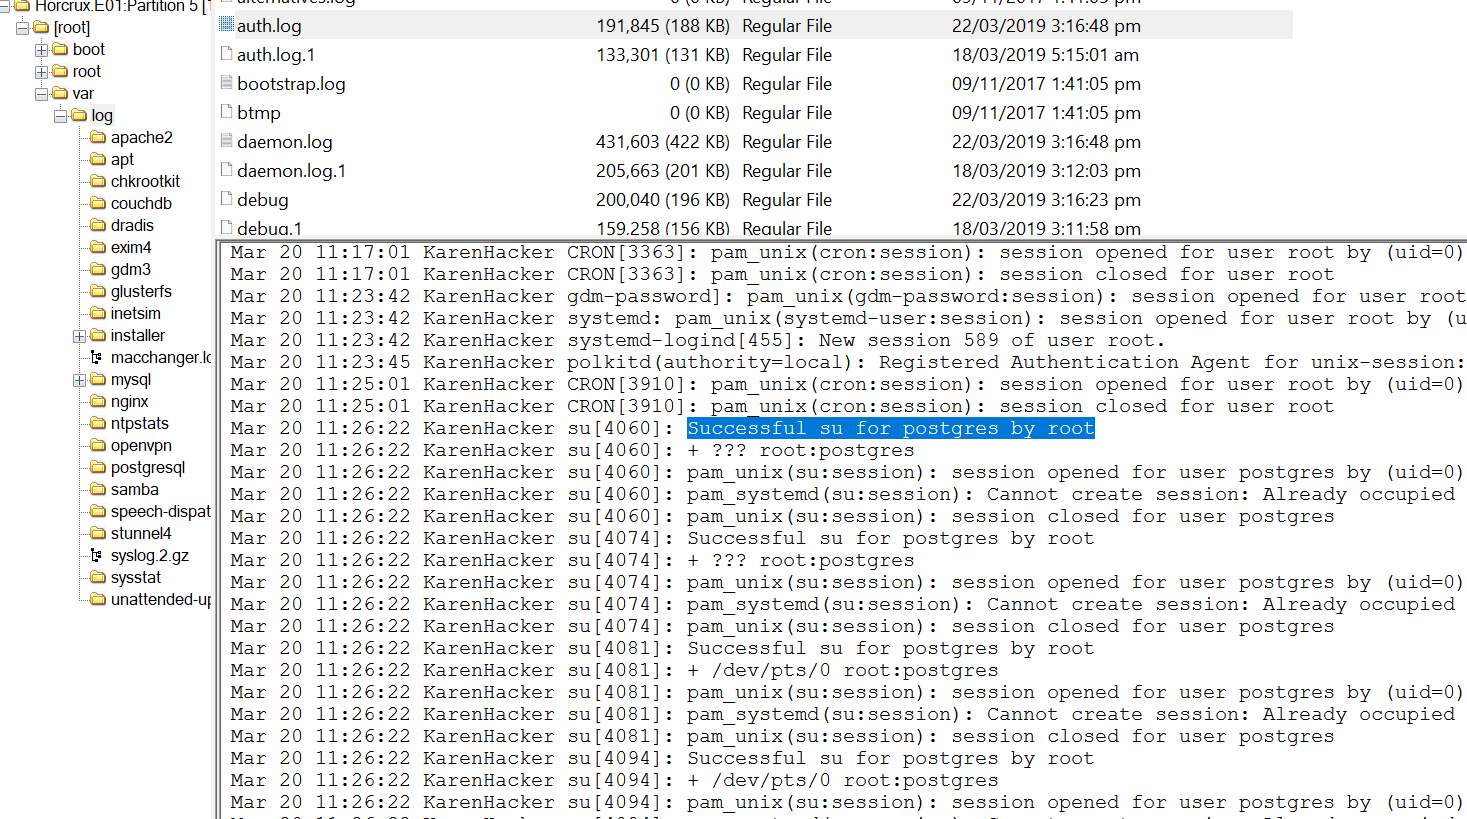 Horcrux.E01:Partition 5 [1
[root]
boot
root
var
log
apache2
apt
chkrootkit
couchdb
dradis
exim4
gdm3
glusterfs
inetsim
installer
macchanger.lo
mysql
nginx
ntpstats
openvpn
postgresql
samba
speech-dispat
stunnel4
syslog.2.gz
sysstat
unattended-up
alternatives.log 0 (0 KB) Regular File 09/11/2017 1:41:05 pm
auth.log 191,845 (188 KB) Regular File 22/03/2019 3:16:48 pm
auth.log.1 133,301 (131 KB) Regular File 18/03/2019 5:15:01 am
bootstrap.log 0 (0 KB) Regular File 09/11/2017 1:41:05 pm
btmp 0 (0 KB) Regular File 09/11/2017 1:41:05 pm
daemon.log 431,603 (422 KB) Regular File 22/03/2019 3:16:48 pm
daemon.log.1 205,663 (201 KB) Regular File 18/03/2019 3:12:03 pm
debug 200,040 (196 KB) Regular File 22/03/2019 3:16:23 pm
debug.1 159,258 (156 KB) Regular File 18/03/2019 3:11:58 pm
Mar 20 11:17:01 KarenHacker CRON[3363]: pam_unix(cron:session): session opened for user root by (uid=0)
Mar 20 11:17:01 KarenHacker CRON[3363]: pam_unix(cron:session): session closed for user root
Mar 20 11:23:42 KarenHacker gdm-password]: pam_unix(gdm-password:session): session opened for user root
Mar 20 11:23:42 KarenHacker systemd: pam_unix(systemd-user:session): session opened for user root by (u
Mar 20 11:23:42 KarenHacker systemd-logind[455]: New session 589 of user root.
Mar 20 11:23:45 KarenHacker polkitd(authority=local): Registered Authentication Agent for unix-session:
Mar 20 11:25:01 KarenHacker CRON[3910]: pam_unix(cron:session): session opened for user root by (uid=0)
Mar 20 11:25:01 KarenHacker CRON[3910]: pam_unix(cron:session): session closed for user root
Mar 20 11:26:22 KarenHacker su[4060]: Successful su for postgres by root
Mar 20 11:26:22 KarenHacker su[4060]: + ??? root:postgres
Mar 20 11:26:22 KarenHacker su[4060]: pam_unix(su:session): session opened for user postgres by (uid=0)
Mar 20 11:26:22 KarenHacker su[4060]: pam_systemd(su:session): Cannot create session: Already occupied
Mar 20 11:26:22 KarenHacker su[4060]: pam_unix(su:session): session closed for user postgres
Mar 20 11:26:22 KarenHacker su[4074]: Successful su for postgres by root
Mar 20 11:26:22 KarenHacker su[4074]: + ??? root:postgres
Mar 20 11:26:22 KarenHacker su[4074]: pam_unix(su:session): session opened for user postgres by (uid=0)
Mar 20 11:26:22 KarenHacker su[4074]: pam_systemd(su:session): Cannot create session: Already occupied
Mar 20 11:26:22 KarenHacker su[4074]: pam_unix(su:session): session closed for user postgres
Mar 20 11:26:22 KarenHacker su[4081]: Successful su for postgres by root
Mar 20 11:26:22 KarenHacker su[4081]: + /dev/pts/0 root:postgres
Mar 20 11:26:22 KarenHacker su[4081]: pam_unix(su:session): session opened for user postgres by (uid=0)
Mar 20 11:26:22 KarenHacker su[4081]: pam_systemd(su:session): Cannot create session: Already occupied
Mar 20 11:26:22 KarenHacker su[4081]: pam_unix(su:session): session closed for user postgres
Mar 20 11:26:22 KarenHacker su[4094]: Successful su for postgres by root
Mar 20 11:26:22 KarenHacker su[4094]: + /dev/pts/0 root:postgres
Mar 20 11:26:22 KarenHacker su[4094]: pam_unix(su:session): session opened for user postgres by (uid=0)